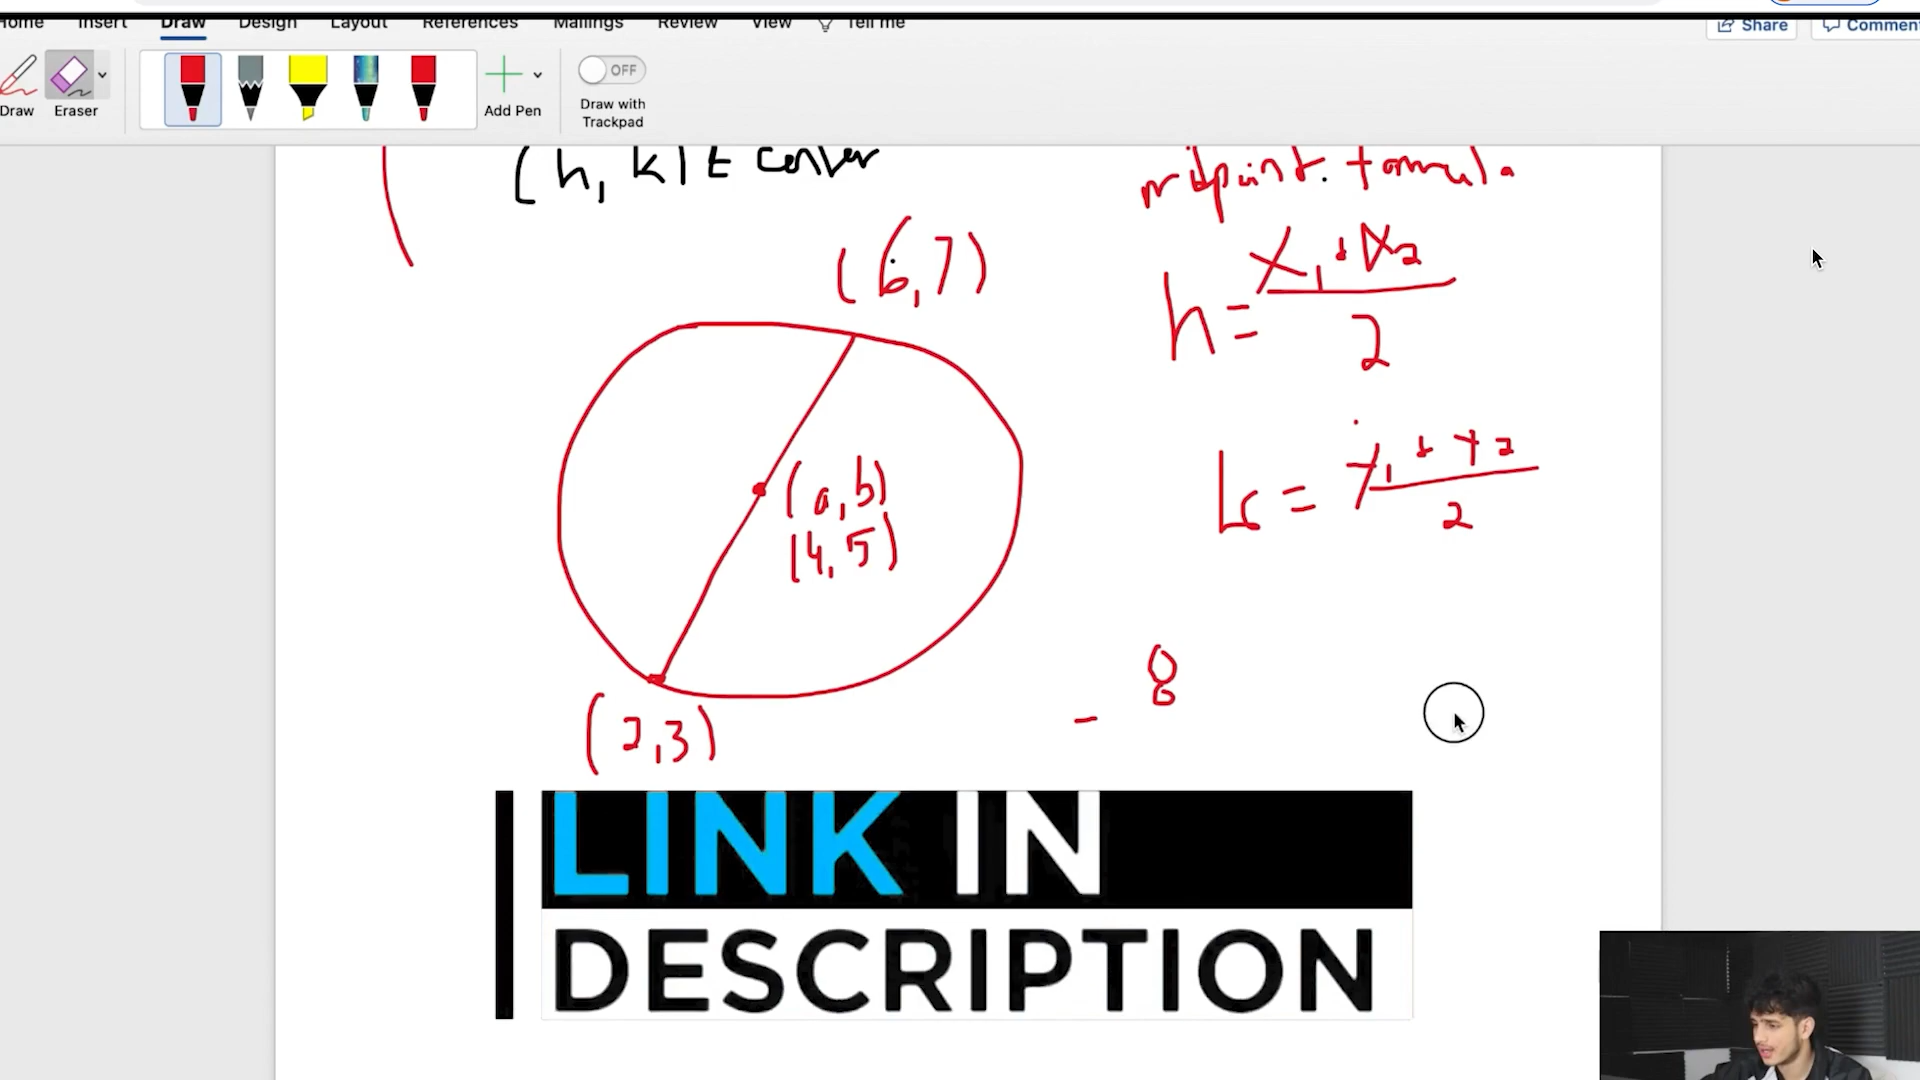 Home Insert Draw Design Layout References Mailings Review View Tell me
Share Comment
OFF
Draw Eraser Add Pen Draw with
Trackpad
(h, k) ε center
midpoint formula
(6,7)
h = x₁ + x₂
2
(a, b)
(4, 5)
k = y₁ + y₂
2
8
-
(2,3)
LINK IN
DESCRIPTION